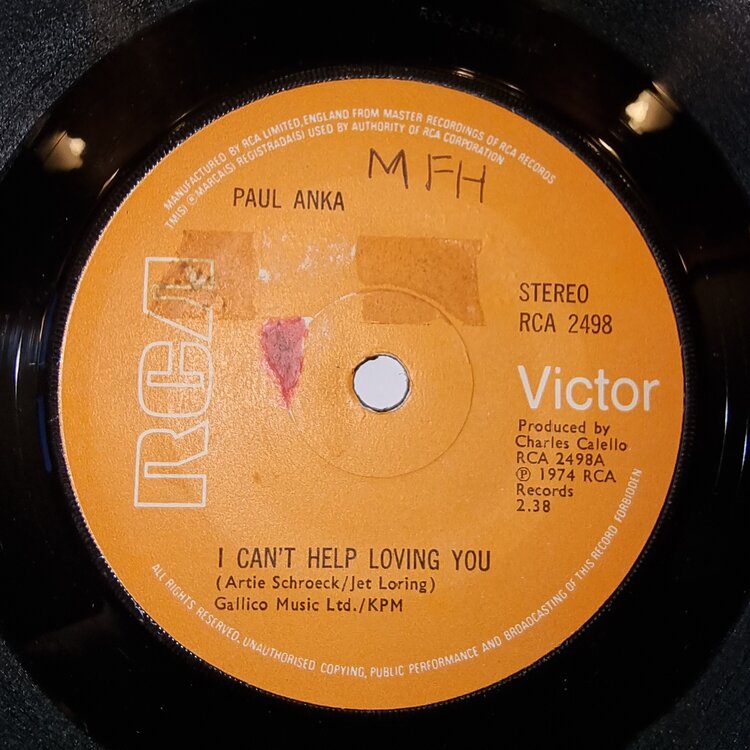 MANUFACTURED BY RCA LIMITED, ENGLAND FROM MASTER RECORDINGS OF RCA RECORDS
TM(S) ® MARCA(S) REGISTRADA(S) USED BY AUTHORITY OF RCA CORPORATION
MFH
PAUL ANKA
RCA
STEREO
RCA 2498
Victor
Produced by
Charles Calello
RCA 2498A
℗ 1974 RCA
Records
2.38
I CAN'T HELP LOVING YOU
(Artie Schroeck/Jet Loring)
Gallico Music Ltd./KPM
ALL RIGHTS RESERVED. UNAUTHORISED COPYING, PUBLIC PERFORMANCE AND BROADCASTING OF THIS RECORD FORBIDDEN